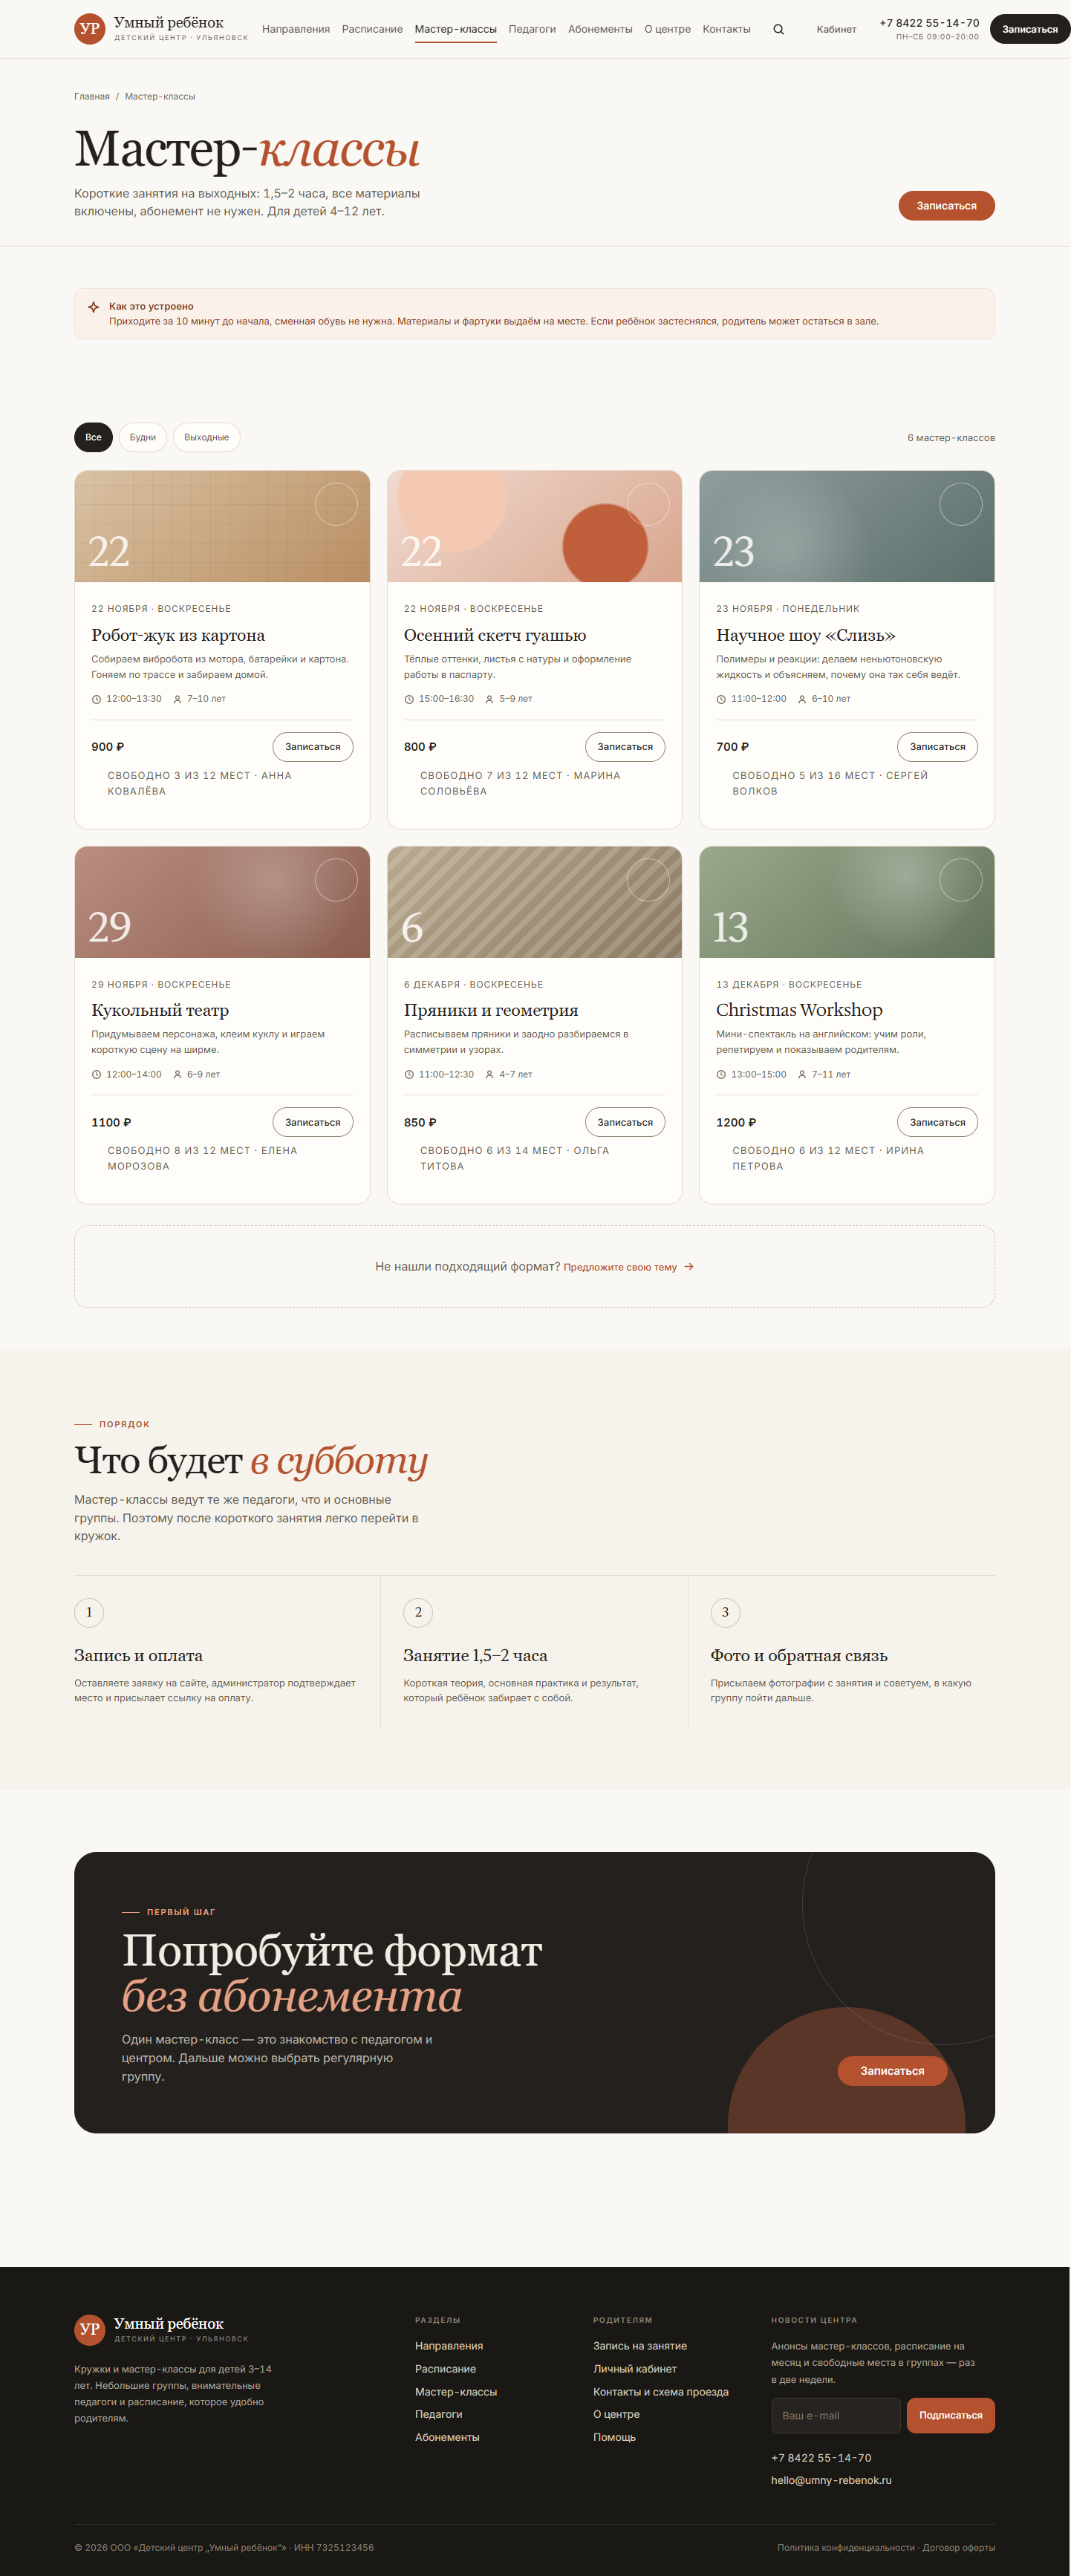 УР
Умный ребёнок
ДЕТСКИЙ ЦЕНТР · УЛЬЯНОВСК
Направления
Расписание
Мастер-классы
Педагоги
Абонементы
О центре
Контакты
Кабинет
+7 8422 55-14-70
ПН–СБ 09:00–20:00
Записаться
Главная / Мастер-классы
Мастер-классы
Короткие занятия на выходных: 1,5–2 часа, все материалы
включены, абонемент не нужен. Для детей 4–12 лет.
Записаться
Как это устроено
Приходите за 10 минут до начала, сменная обувь не нужна. Материалы и фартуки выдаём на месте. Если ребёнок застеснялся, родитель может остаться в зале.
Все
Будни
Выходные
6 мастер-классов
22
22 НОЯБРЯ · ВОСКРЕСЕНЬЕ
Робот-жук из картона
Собираем вибробота из мотора, батарейки и картона.
Гоняем по трассе и забираем домой.
12:00–13:30
7–10 лет
900 ₽
Записаться
СВОБОДНО 3 ИЗ 12 МЕСТ · АННА
КОВАЛЁВА
22
22 НОЯБРЯ · ВОСКРЕСЕНЬЕ
Осенний скетч гуашью
Тёплые оттенки, листья с натуры и оформление
работы в паспарту.
15:00–16:30
5–9 лет
800 ₽
Записаться
СВОБОДНО 7 ИЗ 12 МЕСТ · МАРИНА
СОЛОВЬЁВА
23
23 НОЯБРЯ · ПОНЕДЕЛЬНИК
Научное шоу «Слизь»
Полимеры и реакции: делаем неньютоновскую
жидкость и объясняем, почему она так себя ведёт.
11:00–12:00
6–10 лет
700 ₽
Записаться
СВОБОДНО 5 ИЗ 16 МЕСТ · СЕРГЕЙ
ВОЛКОВ
29
29 НОЯБРЯ · ВОСКРЕСЕНЬЕ
Кукольный театр
Придумываем персонажа, клеим куклу и играем
короткую сцену на ширме.
12:00–14:00
6–9 лет
1100 ₽
Записаться
СВОБОДНО 8 ИЗ 12 МЕСТ · ЕЛЕНА
МОРОЗОВА
6
6 ДЕКАБРЯ · ВОСКРЕСЕНЬЕ
Пряники и геометрия
Расписываем пряники и заодно разбираемся в
симметрии и узорах.
11:00–12:30
4–7 лет
850 ₽
Записаться
СВОБОДНО 6 ИЗ 14 МЕСТ · ОЛЬГА
ТИТОВА
13
13 ДЕКАБРЯ · ВОСКРЕСЕНЬЕ
Christmas Workshop
Мини-спектакль на английском: учим роли,
репетируем и показываем родителям.
13:00–15:00
7–11 лет
1200 ₽
Записаться
СВОБОДНО 6 ИЗ 12 МЕСТ · ИРИНА
ПЕТРОВА
Не нашли подходящий формат? Предложите свою тему →
ПОРЯДОК
Что будет в субботу
Мастер-классы ведут те же педагоги, что и основные
группы. Поэтому после короткого занятия легко перейти в
кружок.
1
Запись и оплата
Оставляете заявку на сайте, администратор подтверждает
место и присылает ссылку на оплату.
2
Занятие 1,5–2 часа
Короткая теория, основная практика и результат,
который ребёнок забирает с собой.
3
Фото и обратная связь
Присылаем фотографии с занятия и советуем, в какую
группу пойти дальше.
ПЕРВЫЙ ШАГ
Попробуйте формат
без абонемента
Один мастер-класс — это знакомство с педагогом и
центром. Дальше можно выбрать регулярную
группу.
Записаться
УР
Умный ребёнок
ДЕТСКИЙ ЦЕНТР · УЛЬЯНОВСК
Кружки и мастер-классы для детей 3–14
лет. Небольшие группы, внимательные
педагоги и расписание, которое удобно
родителям.
РАЗДЕЛЫ
Направления
Расписание
Мастер-классы
Педагоги
Абонементы
РОДИТЕЛЯМ
Запись на занятие
Личный кабинет
Контакты и схема проезда
О центре
Помощь
НОВОСТИ ЦЕНТРА
Анонсы мастер-классов, расписание на
месяц и свободные места в группах — раз
в две недели.
Ваш e-mail
Подписаться
+7 8422 55-14-70
hello@umny-rebenok.ru
© 2026 ООО «Детский центр „Умный ребёнок“» · ИНН 7325123456
Политика конфиденциальности · Договор оферты